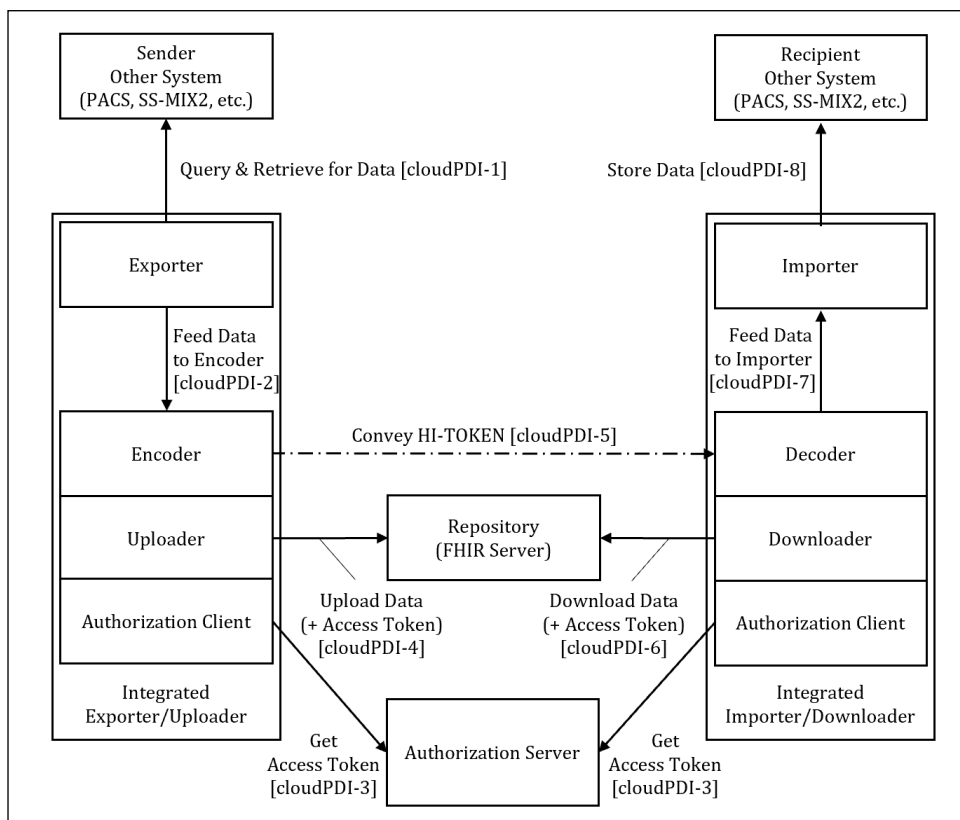 Sender
Other System
(PACS, SS-MIX2, etc.)
Recipient
Other System
(PACS, SS-MIX2, etc.)
Query & Retrieve for Data [cloudPDI-1]
Store Data [cloudPDI-8]
Exporter
Importer
Feed Data
to Encoder
[cloudPDI-2]
Feed Data
to Importer
[cloudPDI-7]
Encoder
Convey HI-TOKEN [cloudPDI-5]
Decoder
Uploader
Repository
(FHIR Server)
Downloader
Authorization Client
Upload Data
(+ Access Token)
[cloudPDI-4]
Download Data
(+ Access Token)
[cloudPDI-6]
Authorization Client
Integrated
Exporter/Uploader
Integrated
Importer/Downloader
Get
Access Token
[cloudPDI-3]
Authorization Server
Get
Access Token
[cloudPDI-3]